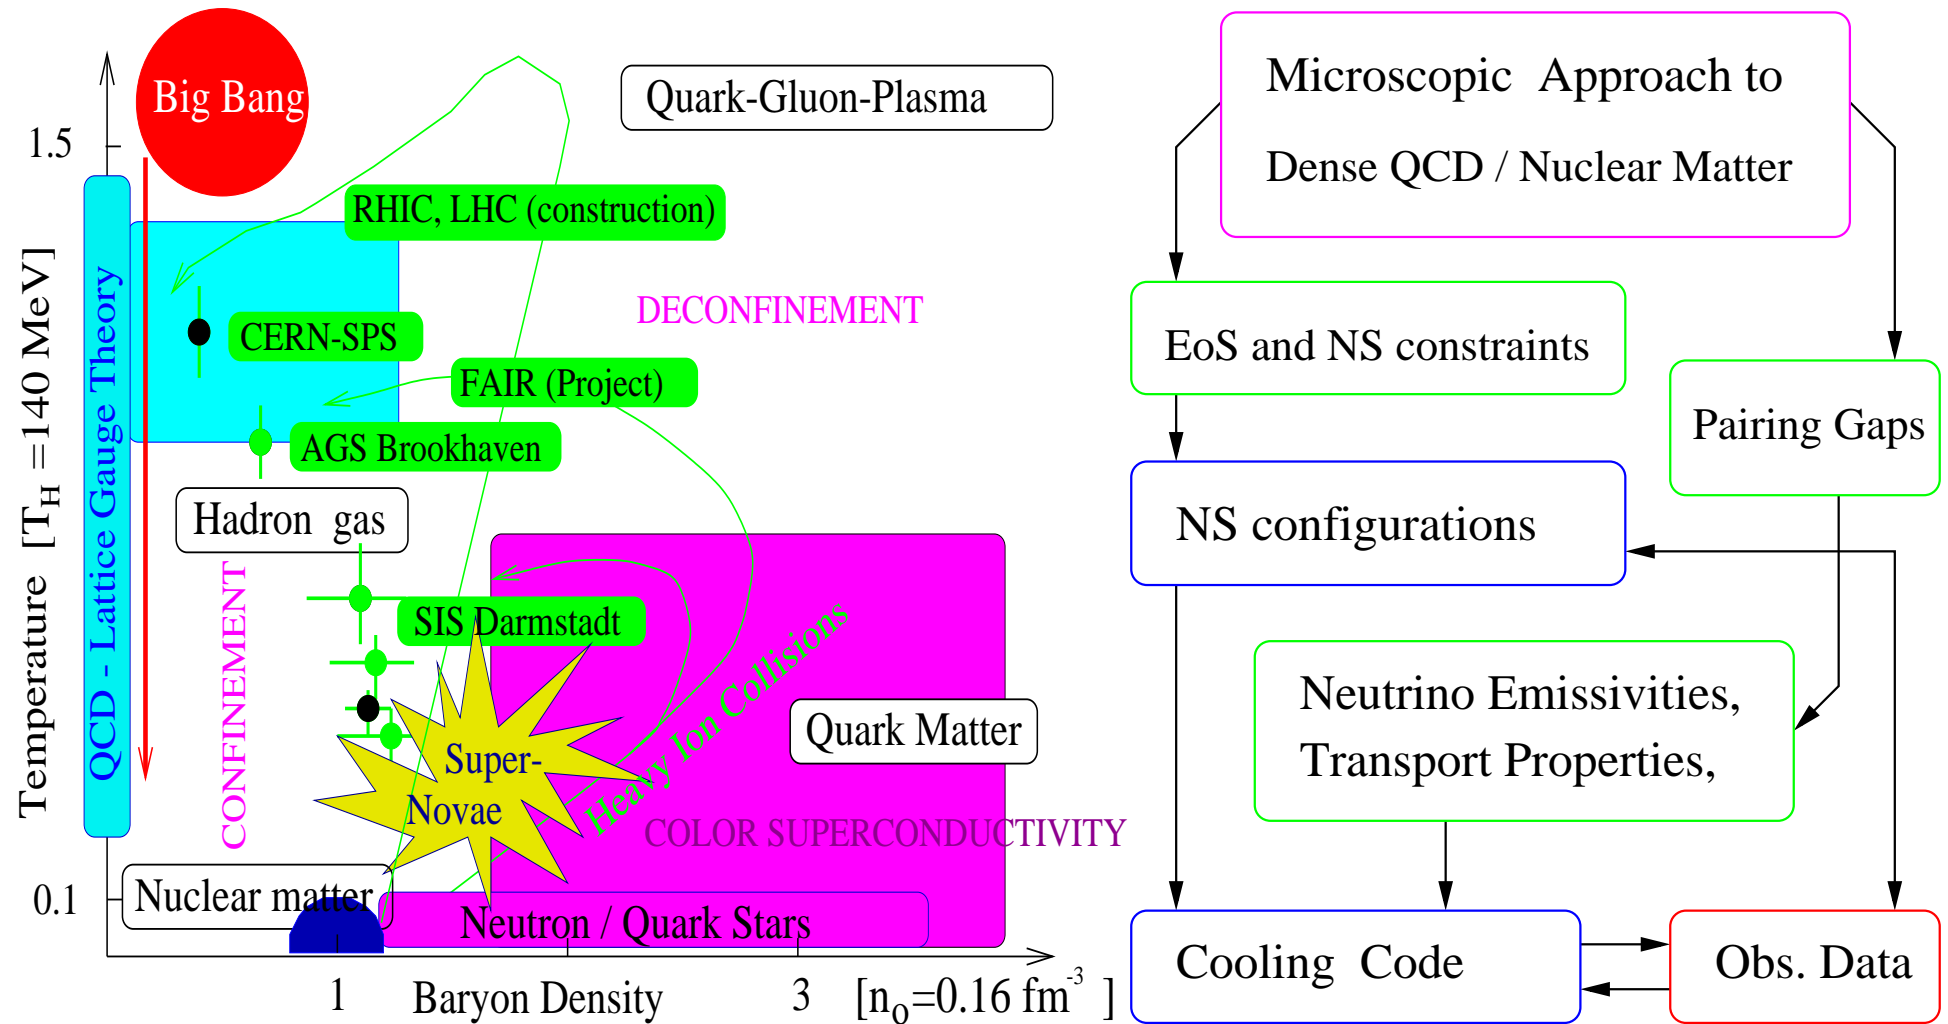 Big Bang
Quark-Gluon-Plasma
1.5
RHIC, LHC (construction)
DECONFINEMENT
CERN-SPS
FAIR (Project)
AGS Brookhaven
Hadron gas
QCD - Lattice Gauge Theory
Temperature [T_H =140 MeV]
CONFINEMENT
SIS Darmstadt
Heavy Ion Collisions
Quark Matter
Super-
Novae
COLOR SUPERCONDUCTIVITY
0.1
Nuclear matter
Neutron / Quark Stars
1
Baryon Density
3
[n₀=0.16 fm⁻³ ]
Microscopic Approach to
Dense QCD / Nuclear Matter
EoS and NS constraints
Pairing Gaps
NS configurations
Neutrino Emissivities,
Transport Properties,
Cooling Code
Obs. Data